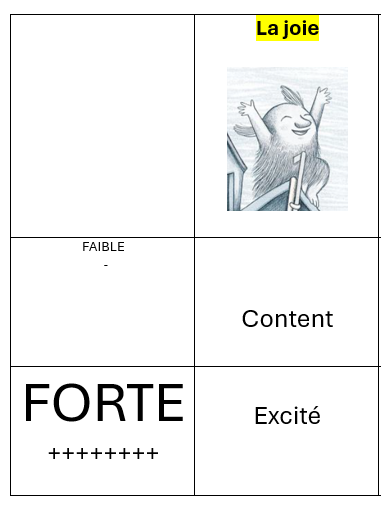 La joie
FAIBLE
-
Content
FORTE
++++++++
Excité